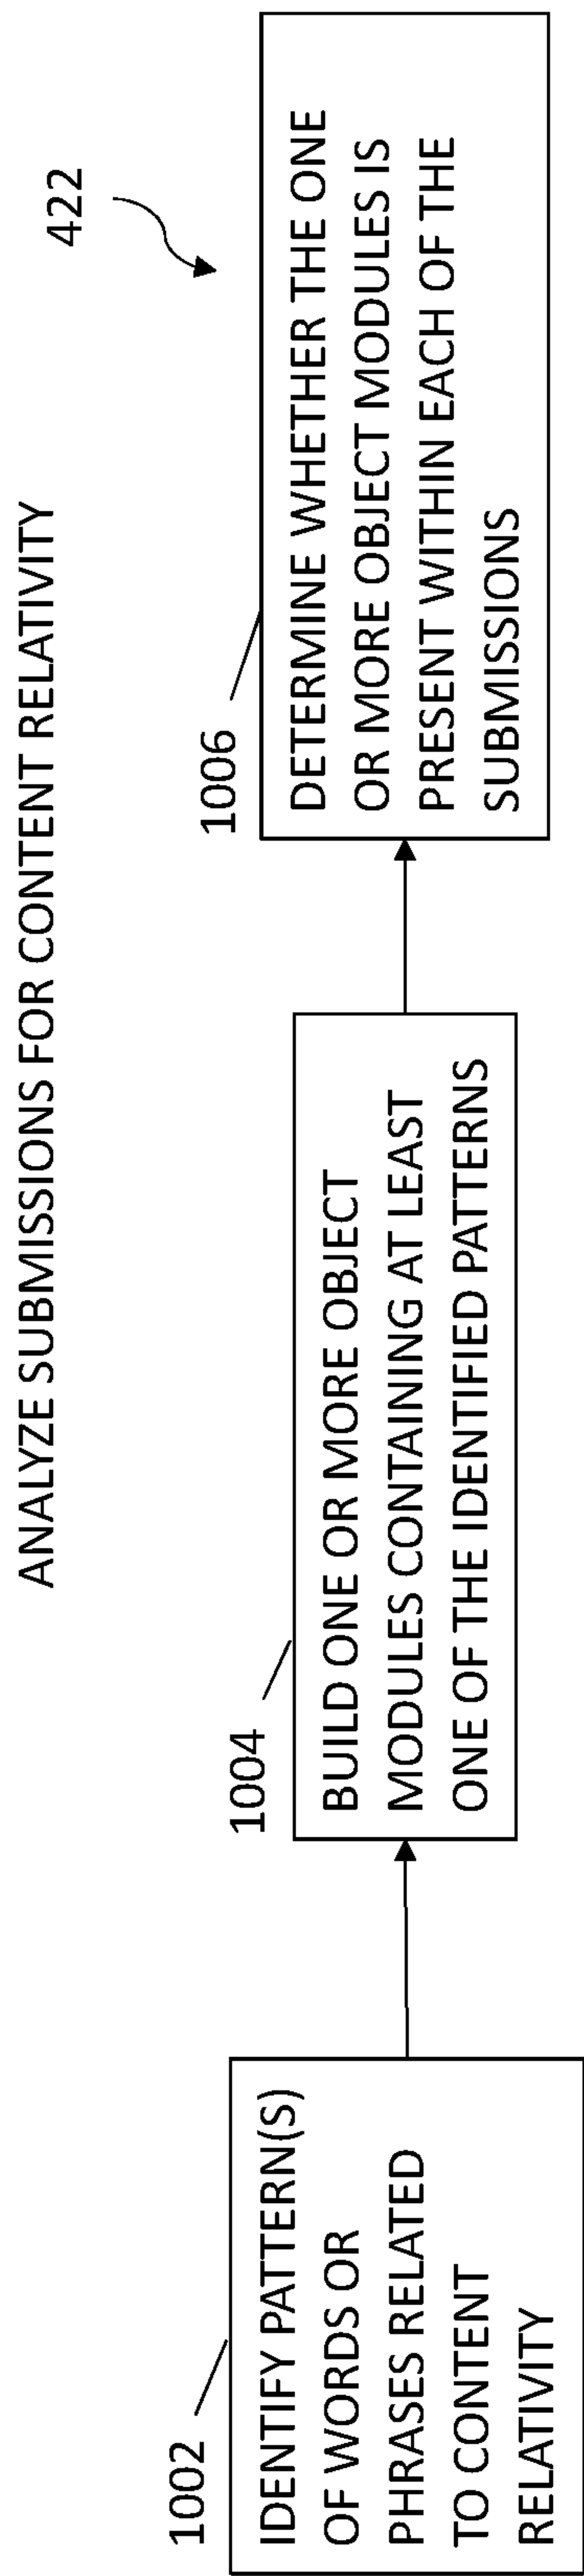 ANALYZE SUBMISSIONS FOR CONTENT RELATIVITY
422
1002
IDENTIFY PATTERN(S)
OF WORDS OR
PHRASES RELATED
TO CONTENT
RELATIVITY
1004
BUILD ONE OR MORE OBJECT
MODULES CONTAINING AT LEAST
ONE OF THE IDENTIFIED PATTERNS
1006
DETERMINE WHETHER THE ONE
OR MORE OBJECT MODULES IS
PRESENT WITHIN EACH OF THE
SUBMISSIONS